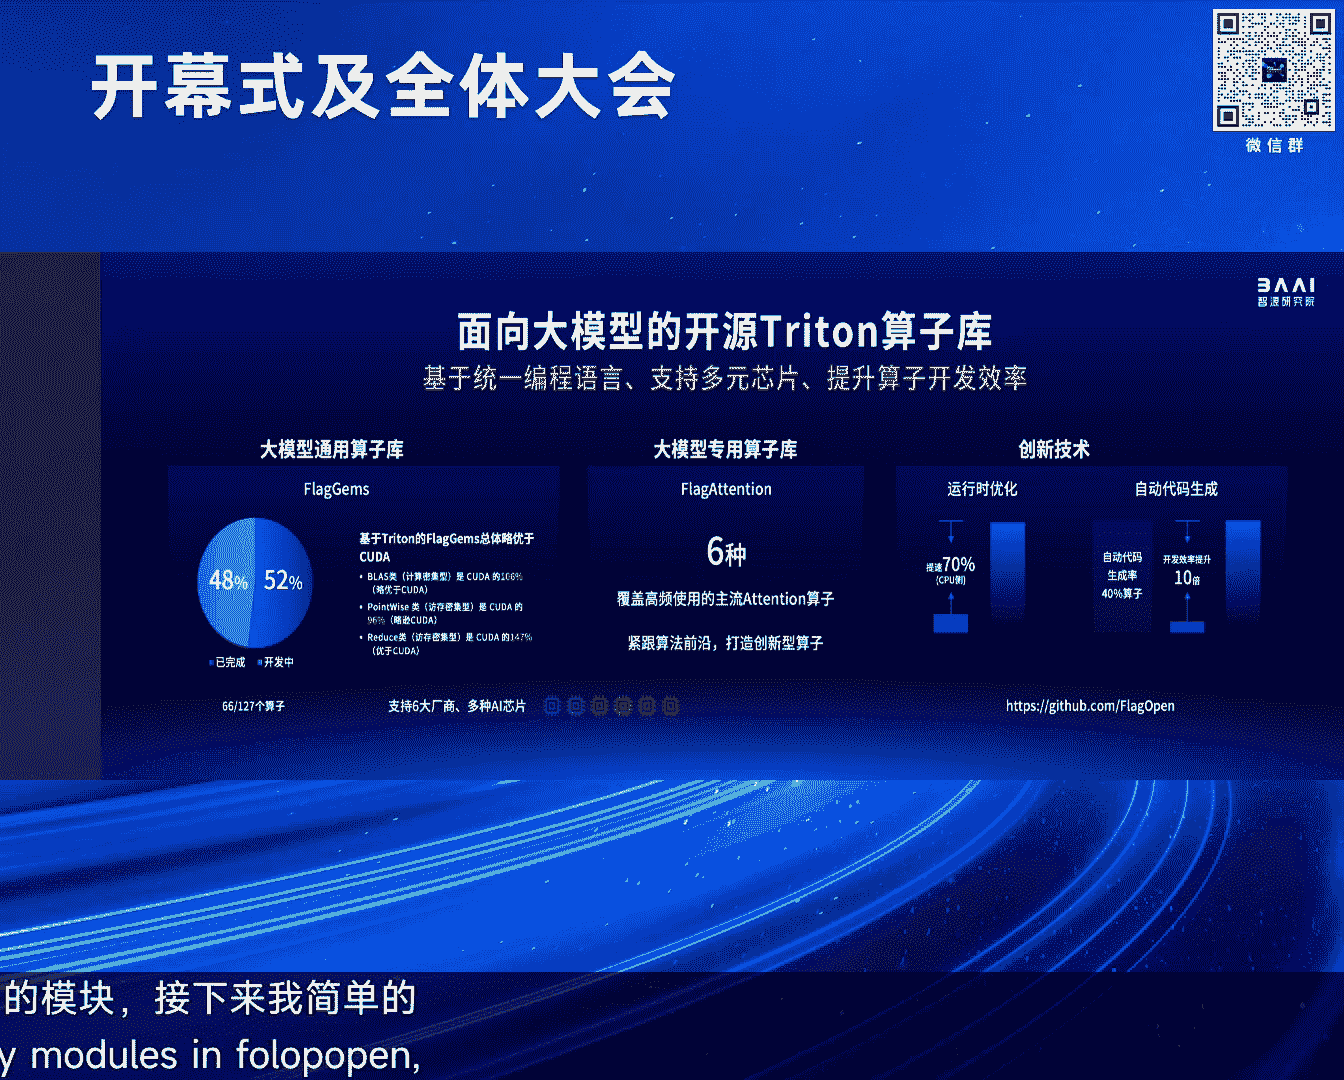 开幕式及全体大会
微信群
BAAI
智源研究院
面向大模型的开源Triton算子库
基于统一编程语言、支持多元芯片、提升算子开发效率
大模型通用算子库
FlagGems
48%
52%
已完成
开发中
66/127个算子
基于Triton的FlagGems总体略优于
CUDA
• BLAS类（计算密集型）是 CUDA 的106%
（略优于CUDA）
• PointWise 类（访存密集型）是 CUDA 的
96%（略逊CUDA）
• Reduce类（访存密集型）是 CUDA 的147%
（优于CUDA）
支持6大厂商、多种AI芯片
大模型专用算子库
FlagAttention
6种
覆盖高频使用的主流Attention算子
紧跟算法前沿，打造创新型算子
创新技术
运行时优化
提速70%
(CPU侧)
自动代码生成
自动代码
生成率
40%算子
开发效率提升
10倍
https://github.com/FlagOpen
的模块，接下来我简单的
y modules in folopopen,